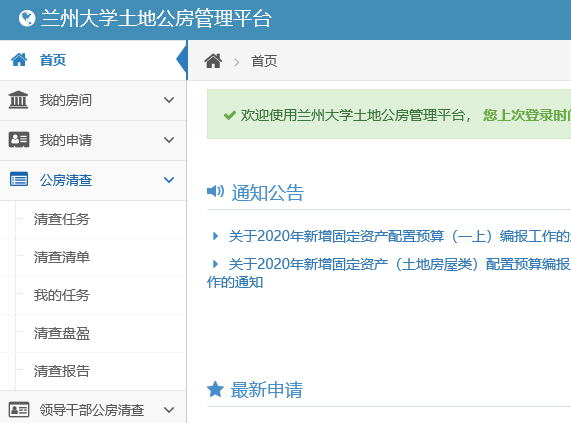 兰州大学土地公房管理平台
首页
首页
我的房间
我的申请
公房清查
清查任务
清查清单
我的任务
清查盘盈
清查报告
领导干部公房清查
欢迎使用兰州大学土地公房管理平台， 您上次登录时
通知公告
关于2020年新增固定资产配置预算（一上）编报工作的
关于2020年新增固定资产（土地房屋类）配置预算编报
作的通知
最新申请